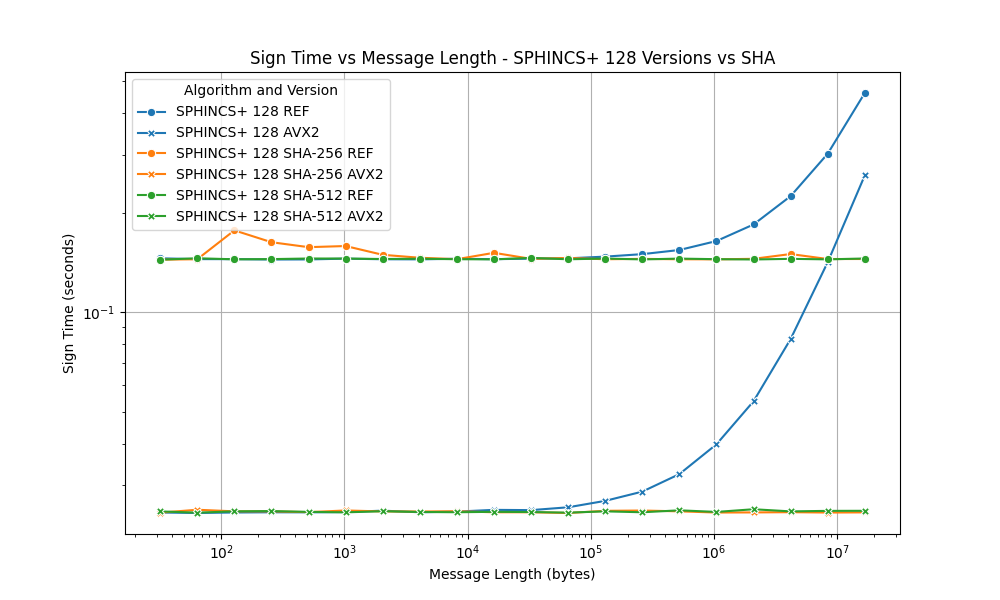 Sign Time vs Message Length - SPHINCS+ 128 Versions vs SHA
Algorithm and Version
SPHINCS+ 128 REF
SPHINCS+ 128 AVX2
SPHINCS+ 128 SHA-256 REF
SPHINCS+ 128 SHA-256 AVX2
SPHINCS+ 128 SHA-512 REF
SPHINCS+ 128 SHA-512 AVX2
Sign Time (seconds)
10⁻¹
10² 10³ 10⁴ 10⁵ 10⁶ 10⁷
Message Length (bytes)